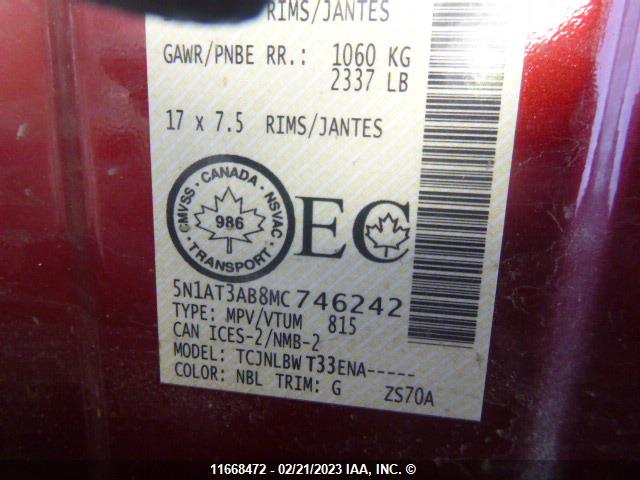 RIMS/JANTES
GAWR/PNBE RR.: 1060 KG
2337 LB
17 x 7.5 RIMS/JANTES
CMVSS · CANADA · NSVAC · TRANSPORT ·
986
EC
5N1AT3AB8MC746242
TYPE: MPV/VTUM 815
CAN ICES-2/NMB-2
MODEL: TCJNLBW T33ENA-----
COLOR: NBL TRIM: G ZS70A
11668472 - 02/21/2023 IAA, INC. ©